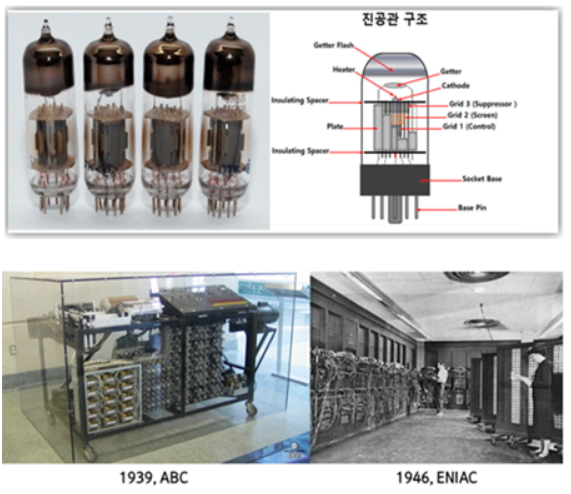 진공관 구조
Getter Flash
Heater
Getter
Cathode
Insulating Spacer
Grid 3 (Suppressor )
Grid 2 (Screen)
Plate
Grid 1 (Control)
Insulating Spacer
Socket Base
Base Pin
1939, ABC
1946, ENIAC